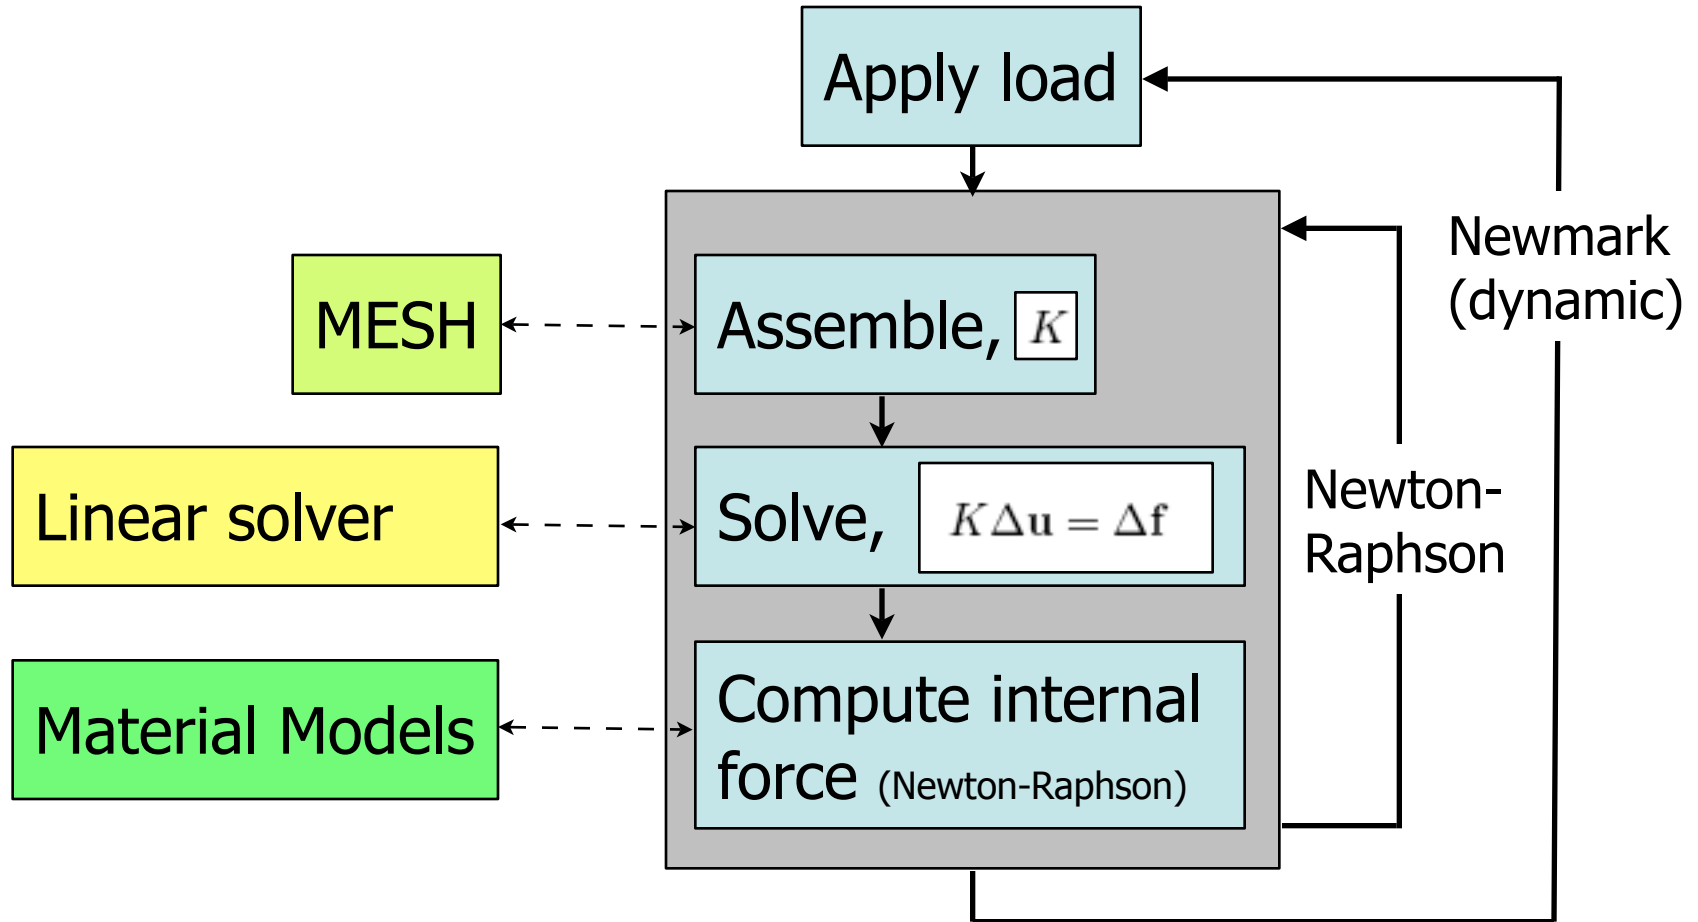 Apply load
Newmark
(dynamic)
MESH
Assemble, K
Linear solver
Solve, KΔu = Δf
Newton-
Raphson
Material Models
Compute internal
force (Newton-Raphson)